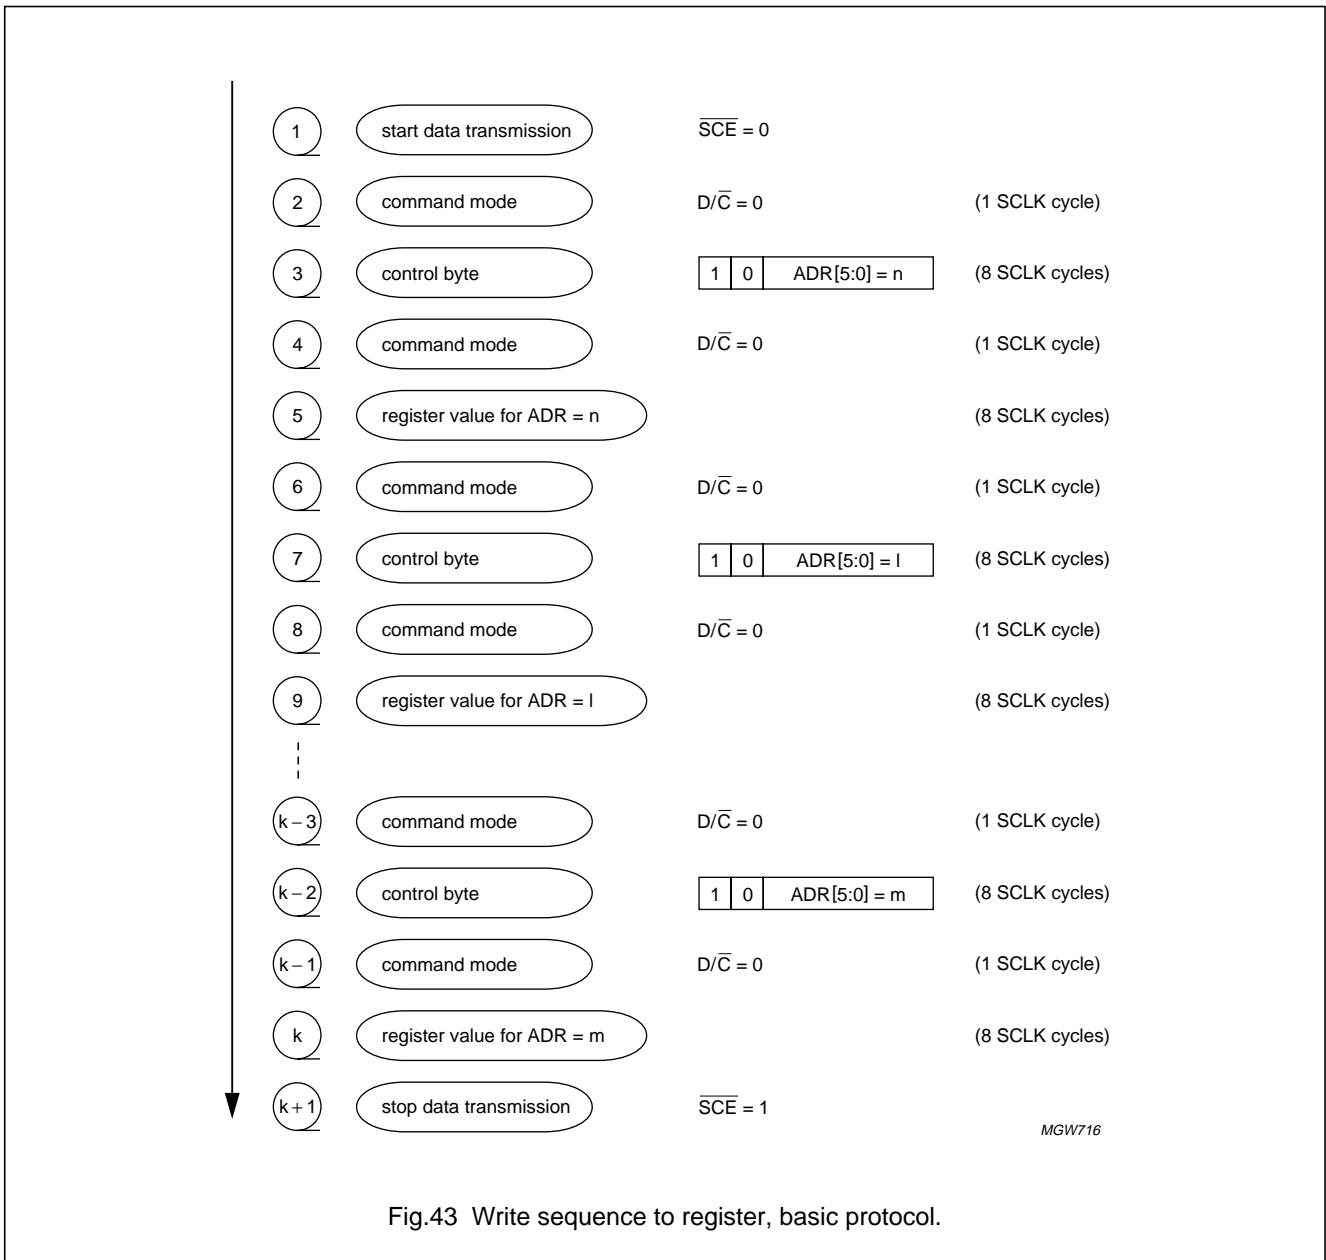 1 start data transmission S̅C̅E̅ = 0
2 command mode D/C̅ = 0 (1 SCLK cycle)
3 control byte 1 0 ADR[5:0] = n (8 SCLK cycles)
4 command mode D/C̅ = 0 (1 SCLK cycle)
5 register value for ADR = n (8 SCLK cycles)
6 command mode D/C̅ = 0 (1 SCLK cycle)
7 control byte 1 0 ADR[5:0] = l (8 SCLK cycles)
8 command mode D/C̅ = 0 (1 SCLK cycle)
9 register value for ADR = l (8 SCLK cycles)
k – 3 command mode D/C̅ = 0 (1 SCLK cycle)
k – 2 control byte 1 0 ADR[5:0] = m (8 SCLK cycles)
k – 1 command mode D/C̅ = 0 (1 SCLK cycle)
k register value for ADR = m (8 SCLK cycles)
k + 1 stop data transmission S̅C̅E̅ = 1
MGW716
Fig.43 Write sequence to register, basic protocol.